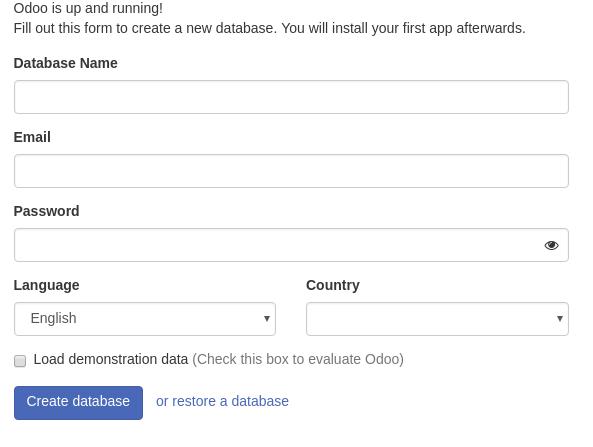 Odoo is up and running!
Fill out this form to create a new database. You will install your first app afterwards.
Database Name
Email
Password
Language Country
English
Load demonstration data (Check this box to evaluate Odoo)
Create database or restore a database